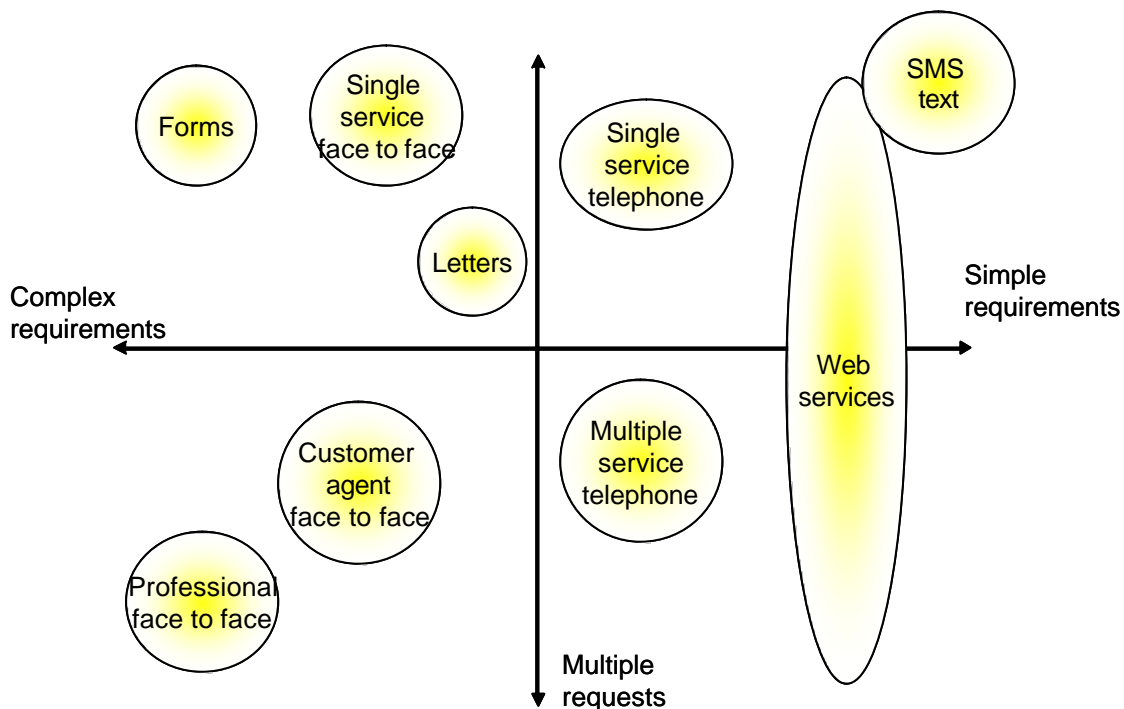 Forms
Single
service
face to face
Single
service
telephone
SMS
text
Letters
Complex
requirements
Simple
requirements
Web
services
Customer
agent
face to face
Multiple
service
telephone
Professional
face to face
Multiple
requests